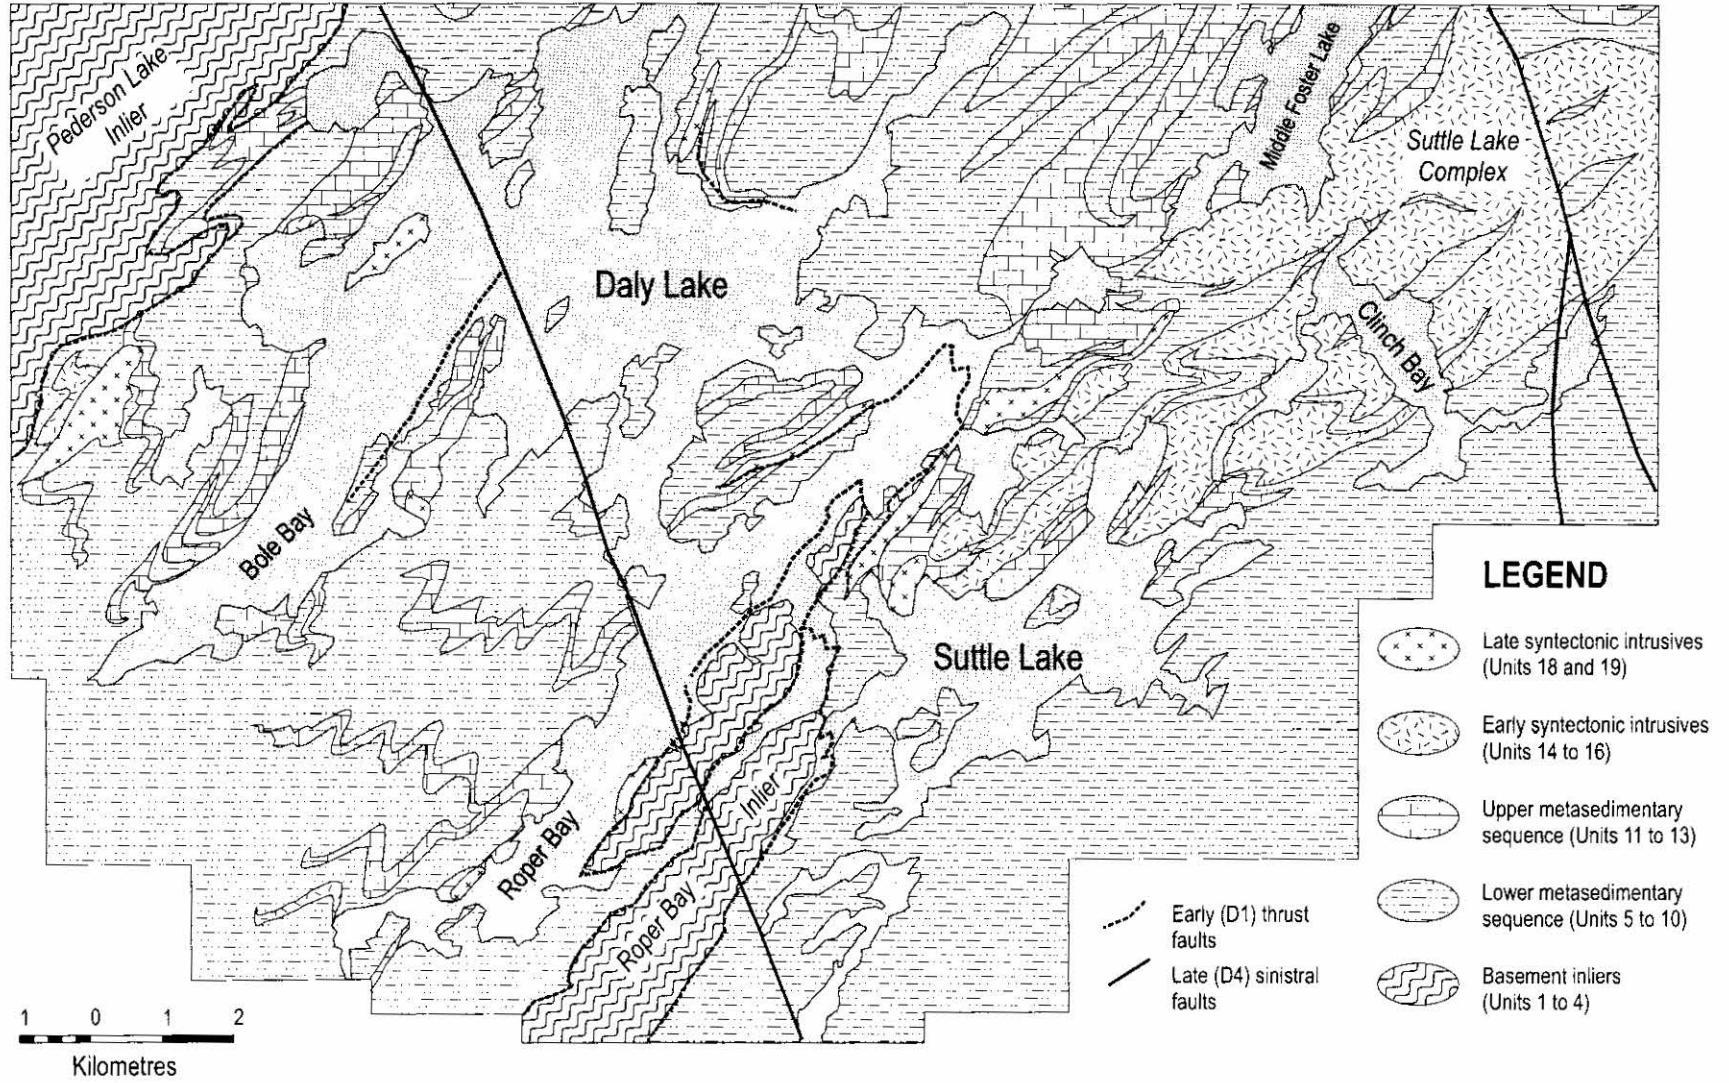 Pederson Lake
Inlier
Middle Foster Lake
Suttle Lake
Complex
Daly Lake
Clinch Bay
Bole Bay
Suttle Lake
Inlier
Roper Bay
Roper Bay
LEGEND
Late syntectonic intrusives
(Units 18 and 19)
Early syntectonic intrusives
(Units 14 to 16)
Upper metasedimentary
sequence (Units 11 to 13)
Lower metasedimentary
sequence (Units 5 to 10)
Basement inliers
(Units 1 to 4)
Early (D1) thrust
faults
Late (D4) sinistral
faults
1 0 1 2
Kilometres